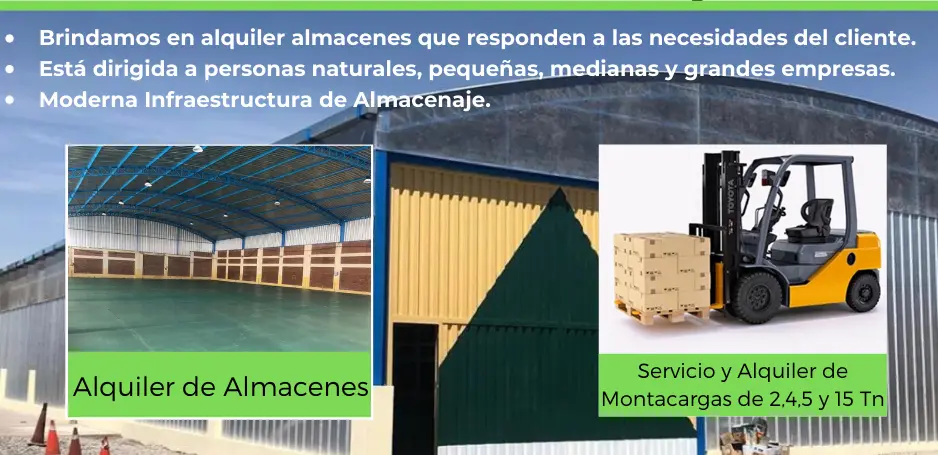 Brindamos en alquiler almacenes que responden a las necesidades del cliente.
Está dirigida a personas naturales, pequeñas, medianas y grandes empresas.
Moderna Infraestructura de Almacenaje.
TOYOTA
Alquiler de Almacenes
Servicio y Alquiler de
Montacargas de 2,4,5 y 15 Tn